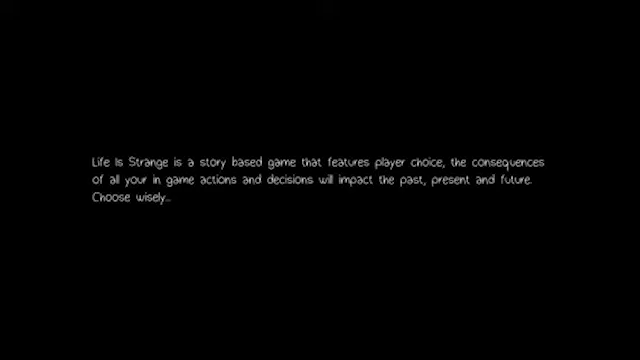 Life Is Strange is a story based game that features player choice, the consequences
of all your in game actions and decisions will impact the past, present and future.
Choose wisely...